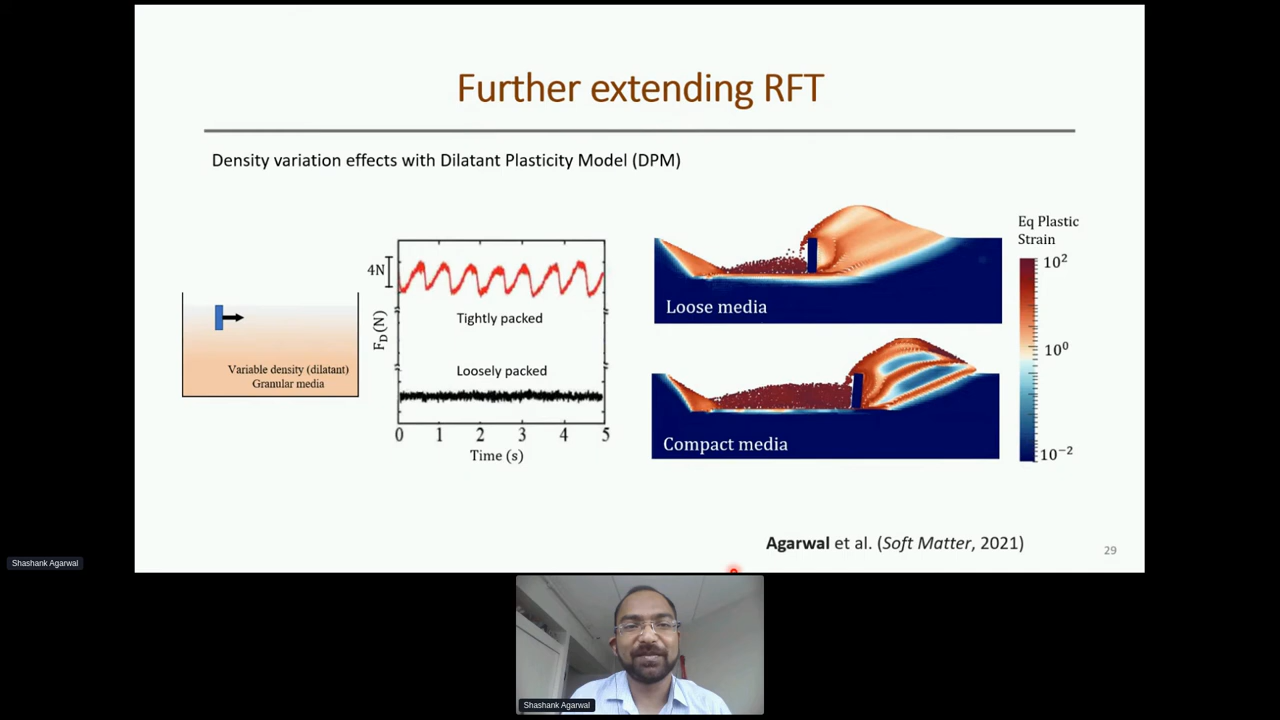 Further extending RFT
Density variation effects with Dilatant Plasticity Model (DPM)
Variable density (dilatant)
Granular media
4N
F_D(N)
Tightly packed
Loosely packed
0 1 2 3 4 5
Time (s)
Loose media
Compact media
Eq Plastic
Strain
10²
10⁰
10⁻²
Agarwal et al. (Soft Matter, 2021)
29
Shashank Agarwal
Shashank Agarwal